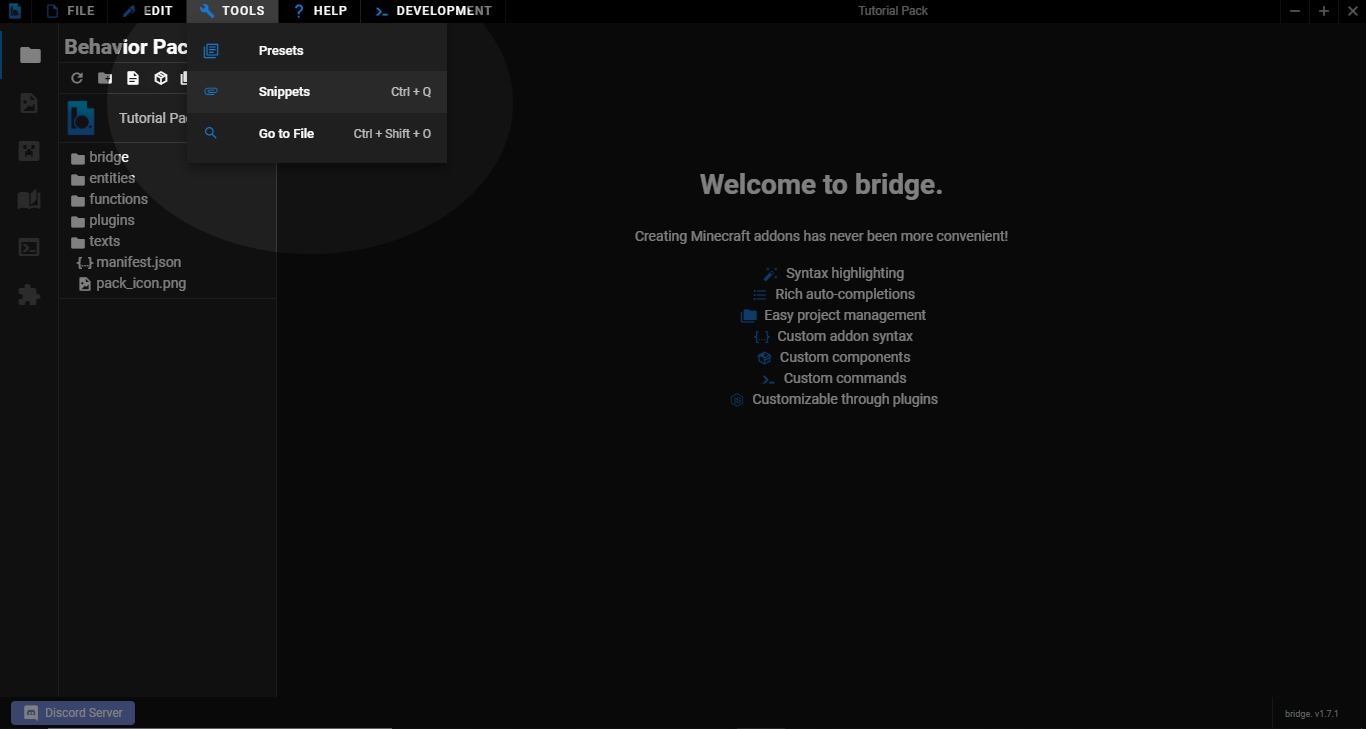 FILE EDIT TOOLS HELP DEVELOPMENT Tutorial Pack
Behavior Pac
Presets
Snippets Ctrl + Q
Go to File Ctrl + Shift + O
Tutorial Pa
bridge
entities
functions
plugins
texts
manifest.json
pack_icon.png
Welcome to bridge.
Creating Minecraft addons has never been more convenient!
Syntax highlighting
Rich auto-completions
Easy project management
Custom addon syntax
Custom components
Custom commands
Customizable through plugins
Discord Server
bridge. v1.7.1